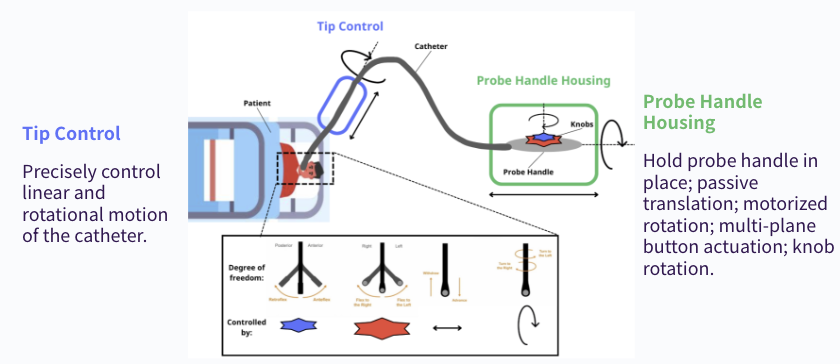 Tip Control
Precisely control
linear and
rotational motion
of the catheter.
Tip Control
Catheter
Patient
Probe Handle Housing
Knobs
Probe Handle
Posterior Anterior
Right Left
Degree of
freedom:
Retroflex Anteflex
Flex to
the Right
Flex to
the Left
Withdraw
Advance
Turn to
the Left
Turn to
the Right
Controlled
by:
Probe Handle
Housing
Hold probe handle in
place; passive
translation; motorized
rotation; multi-plane
button actuation; knob
rotation.